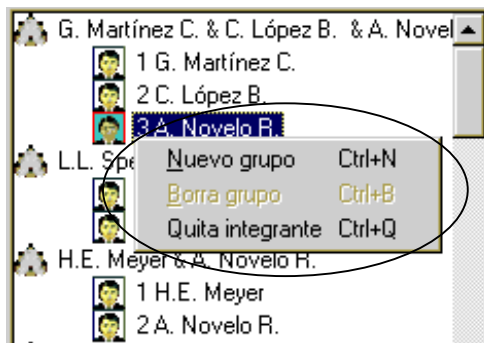 G. Martínez C. & C. López B. & A. Novel
1 G. Martínez C.
2 C. López B.
3 A. Novelo R.
L.L. Spe
Nuevo grupo Ctrl+N
Borra grupo Ctrl+B
Quita integrante Ctrl+Q
H.E. Meyer & A. Novelo R.
1 H.E. Meyer
2 A. Novelo R.